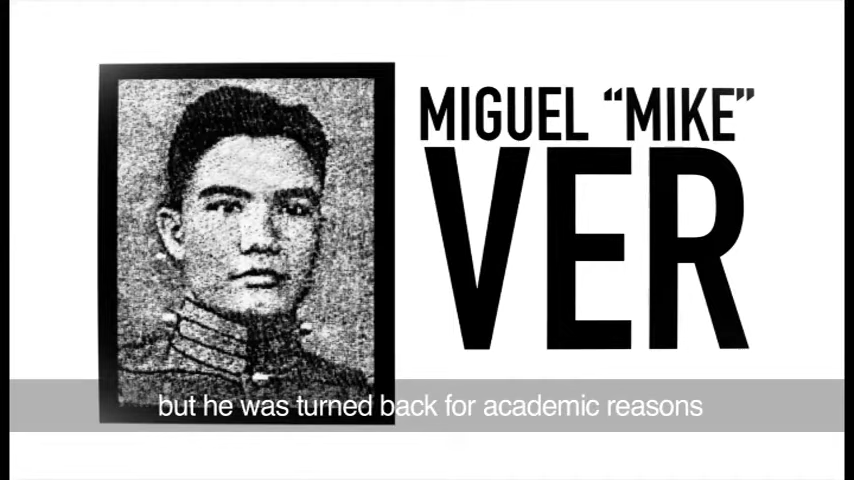 MIGUEL “MIKE”
VER
but he was turned back for academic reasons